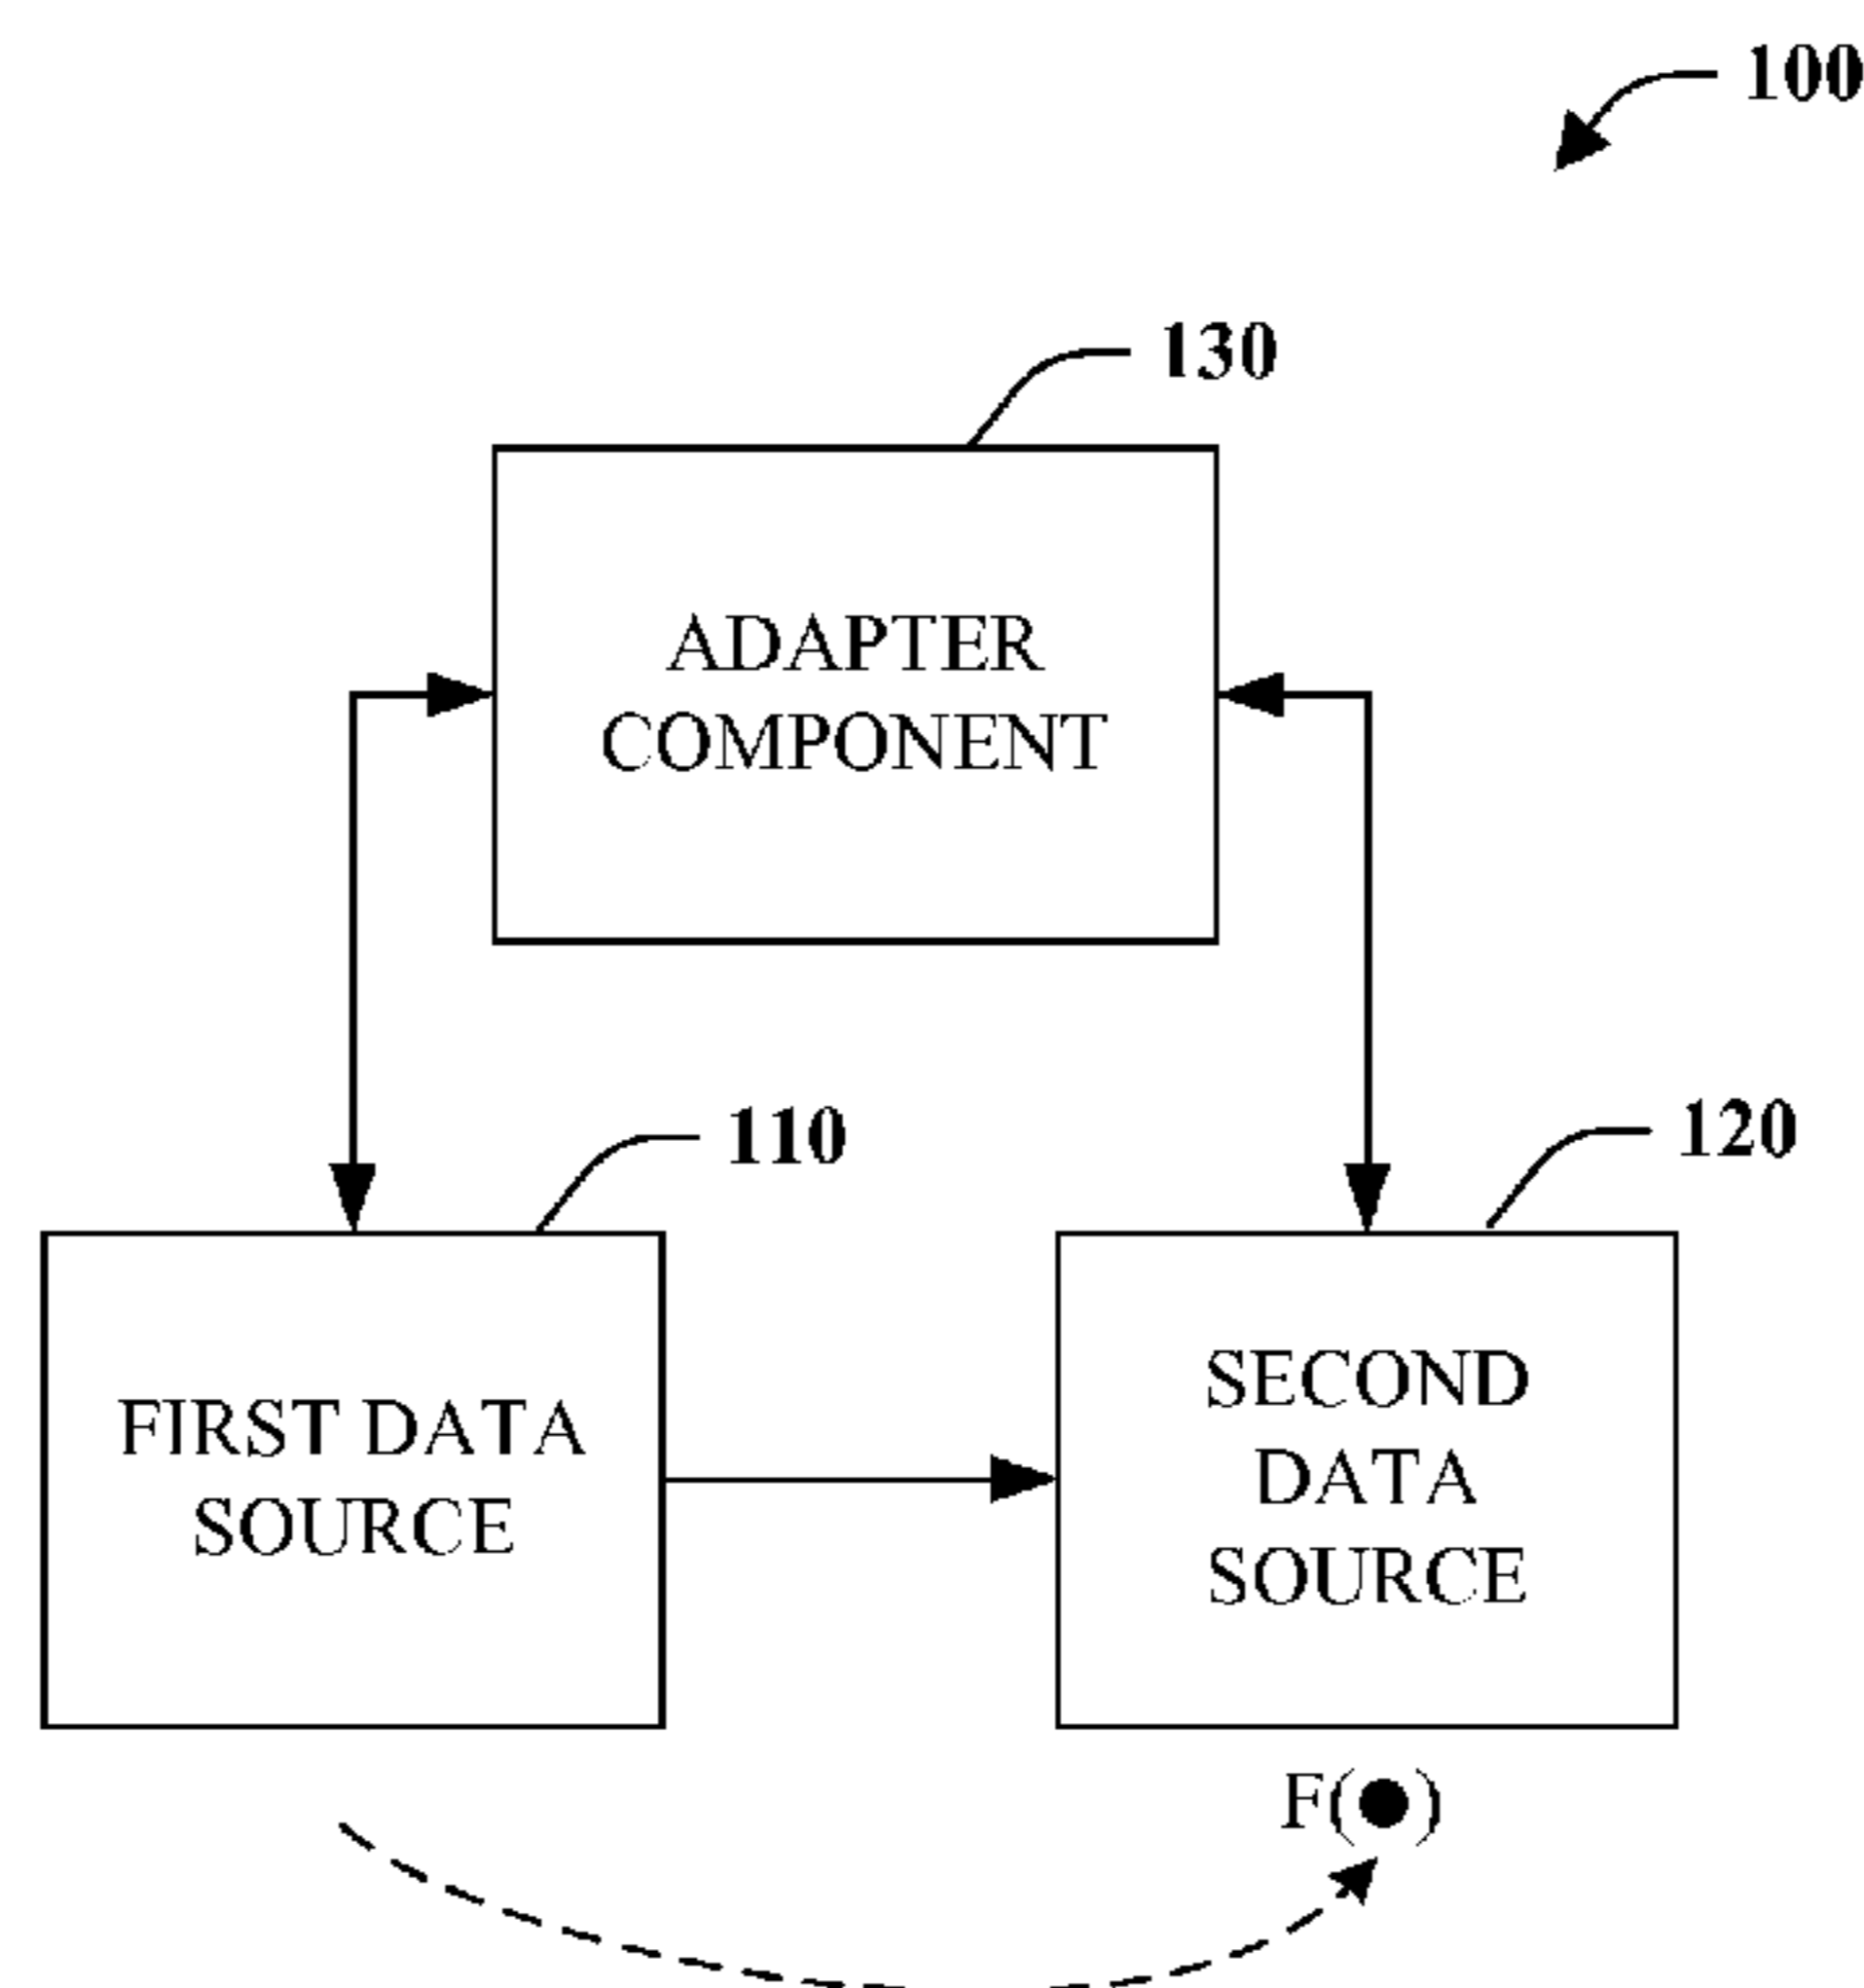 100
130
ADAPTER
COMPONENT
110
120
FIRST DATA
SOURCE
SECOND
DATA
SOURCE
F(●)